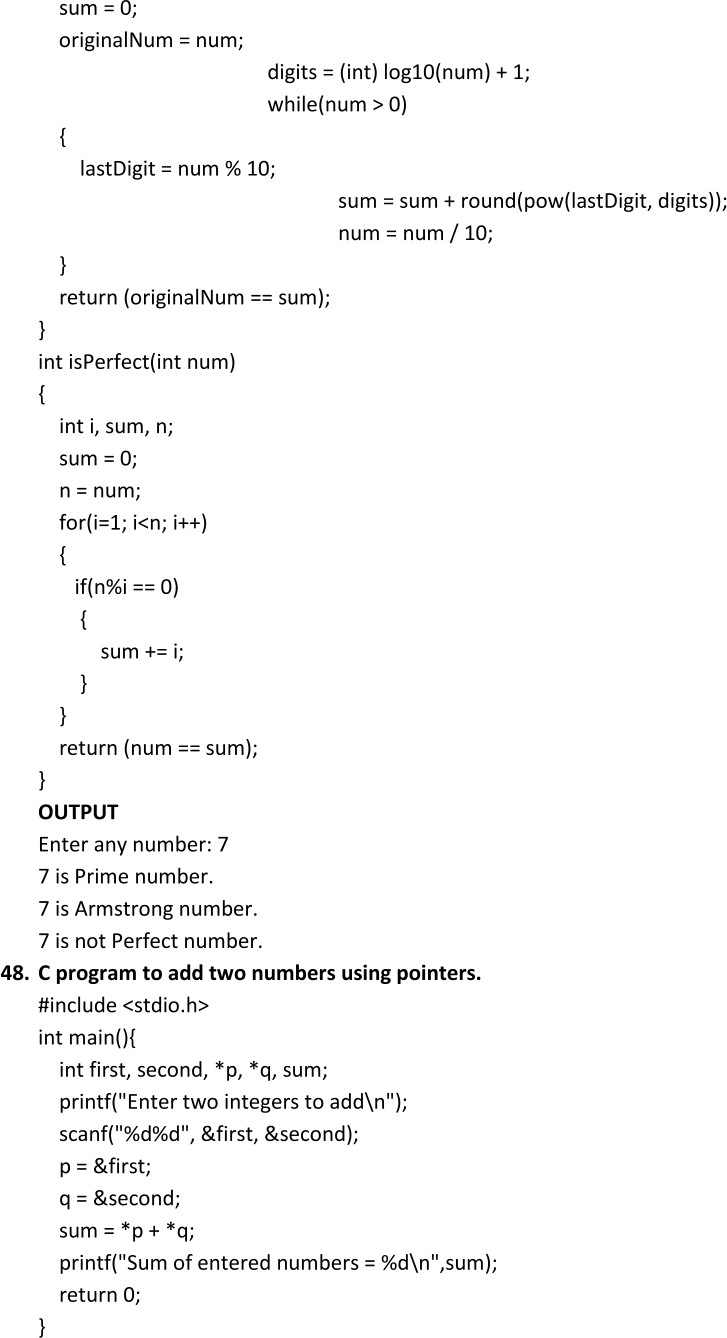 sum = 0;
originalNum = num;
digits = (int) log10(num) + 1;
while(num > 0)
{
lastDigit = num % 10;
sum = sum + round(pow(lastDigit, digits));
num = num / 10;
}
return (originalNum == sum);
}
int isPerfect(int num)
{
int i, sum, n;
sum = 0;
n = num;
for(i=1; i<n; i++)
{
if(n%i == 0)
{
sum += i;
}
}
return (num == sum);
}
OUTPUT
Enter any number: 7
7 is Prime number.
7 is Armstrong number.
7 is not Perfect number.
48. C program to add two numbers using pointers.
#include <stdio.h>
int main(){
int first, second, *p, *q, sum;
printf("Enter two integers to add\n");
scanf("%d%d", &first, &second);
p = &first;
q = &second;
sum = *p + *q;
printf("Sum of entered numbers = %d\n",sum);
return 0;
}